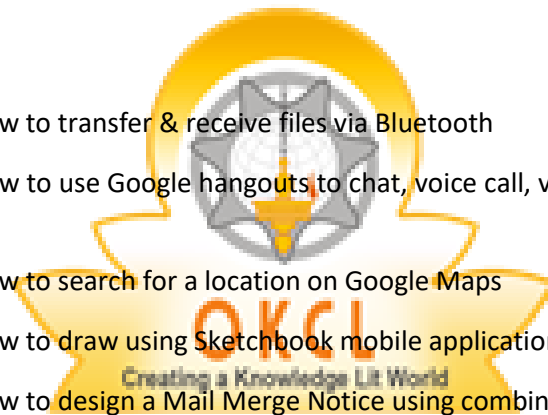 w to transfer & receive files via Bluetooth
w to use Google hangouts to chat, voice call, v
w to search for a location on Google Maps
w to draw using Sketchbook mobile application
OKCL
Creating a Knowledge Lit World
w to design a Mail Merge Notice using combin